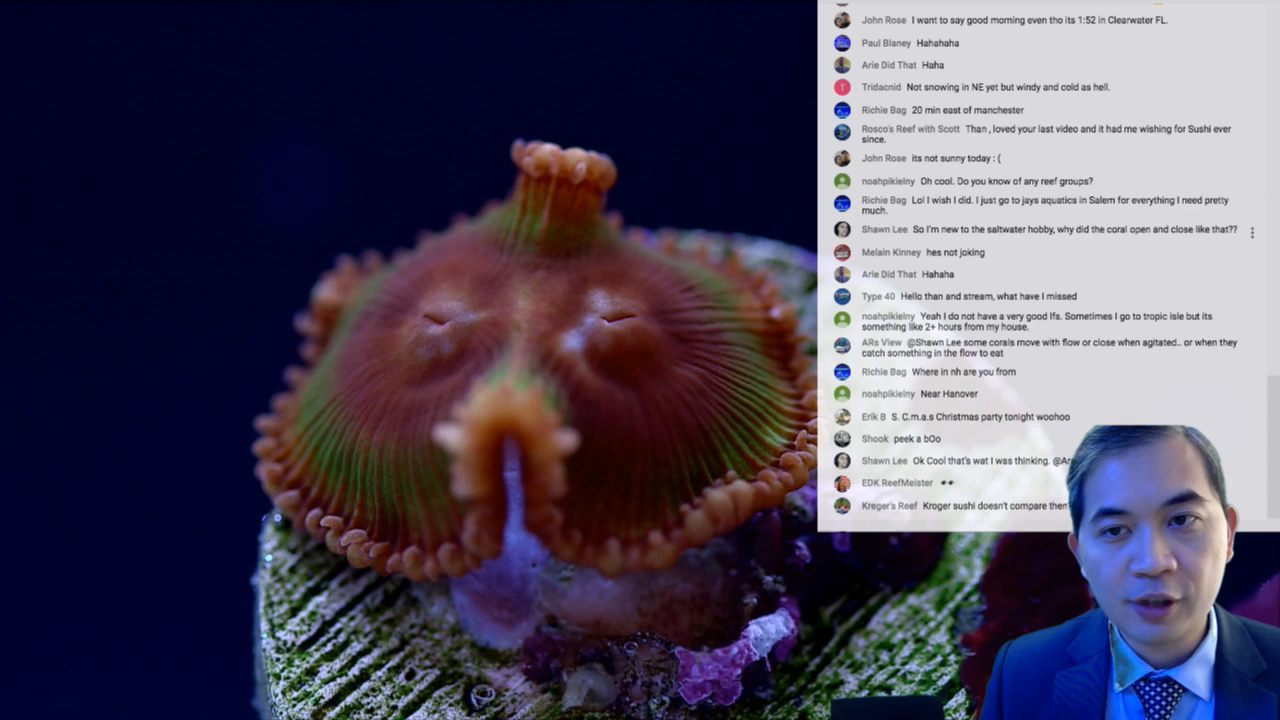 John Rose I want to say good morning even tho its 1:52 in Clearwater FL.
Paul Blaney Hahahaha
Arie Did That Haha
T Tridacnid Not snowing in NE yet but windy and cold as hell.
Richie Bag 20 min east of manchester
Rosco's Reef with Scott Than , loved your last video and it had me wishing for Sushi ever
since.
John Rose its not sunny today : (
noahpikielny Oh cool. Do you know of any reef groups?
Richie Bag Lol I wish I did. I just go to jays aquatics in Salem for everything I need pretty
much.
Shawn Lee So I'm new to the saltwater hobby, why did the coral open and close like that??
Melain Kinney hes not joking
Arie Did That Hahaha
Type 40 Hello than and stream, what have I missed
noahpikielny Yeah I do not have a very good lfs. Sometimes I go to tropic isle but its
something like 2+ hours from my house.
ARs View @Shawn Lee some corals move with flow or close when agitated.. or when they
catch something in the flow to eat
Richie Bag Where in nh are you from
noahpikielny Near Hanover
Erik B S. C.m.a.s Christmas party tonight woohoo
Shook peek a bOo
Shawn Lee Ok Cool that's wat I was thinking. @Ar
EDK ReefMeister 👀
Kreger's Reef Kroger sushi doesn't compare then